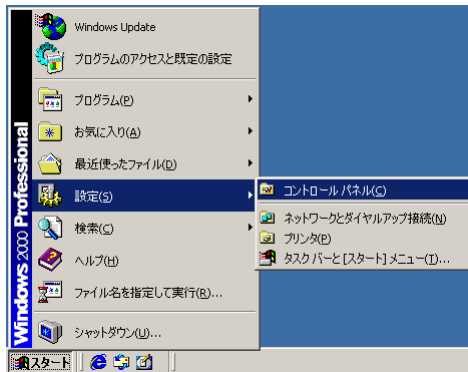 Windows Update
プログラムのアクセスと既定の設定
プログラム(P)
お気に入り(A)
最近使ったファイル(D)
設定(S)
検索(C)
ヘルプ(H)
ファイル名を指定して実行(R)...
シャットダウン(U)...
Windows 2000 Professional
コントロール パネル(C)
ネットワークとダイヤルアップ接続(N)
プリンタ(P)
タスク バーと [スタート] メニュー(T)...
スタート